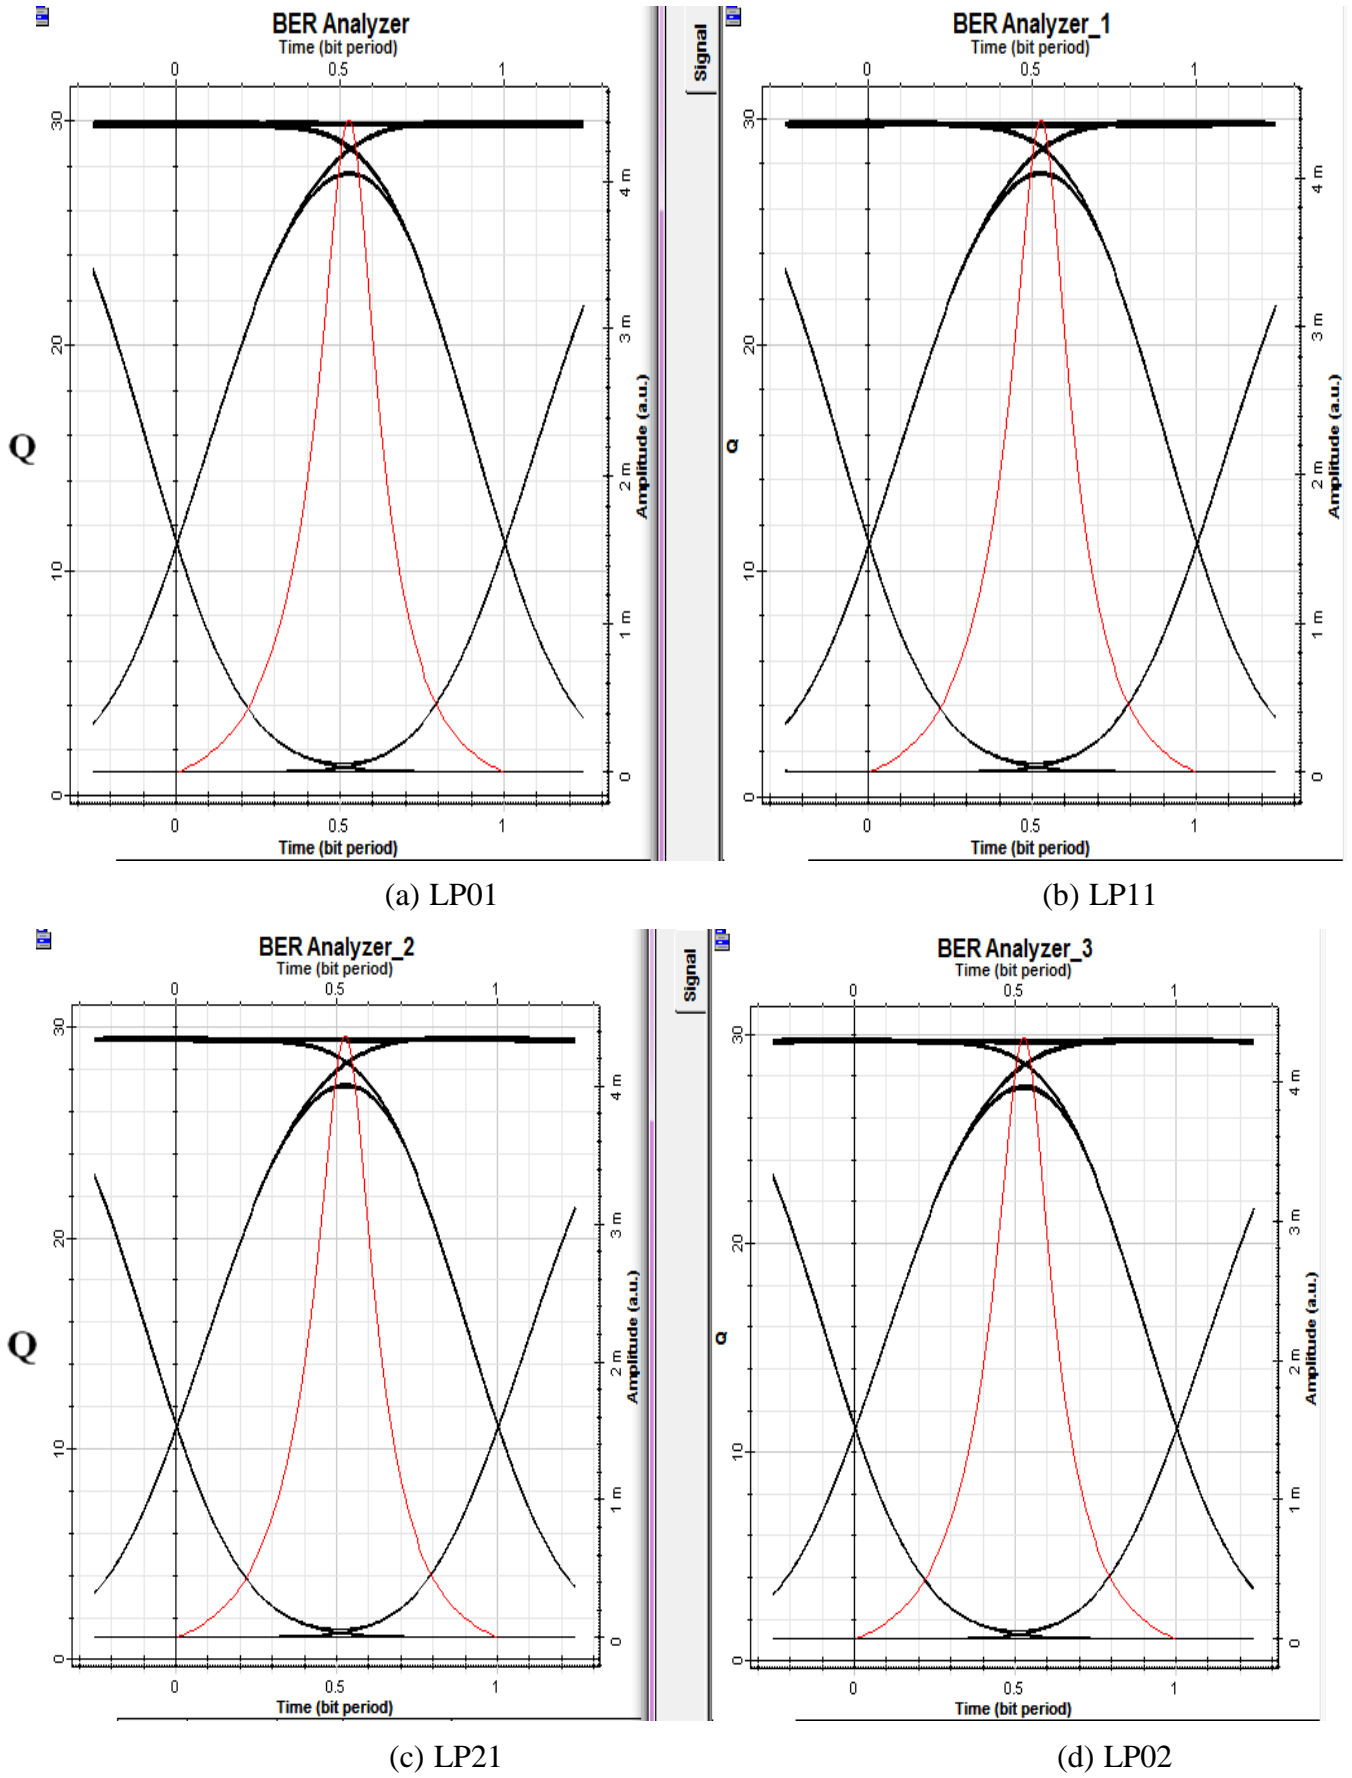 BER Analyzer
Time (bit period)
0 0.5 1
30
20
10
0
Q
4 m
3 m
2 m
1 m
0
Amplitude (a.u.)
0 0.5 1
Time (bit period)
Signal
BER Analyzer_1
Time (bit period)
0 0.5 1
30
20
10
0
Q
4 m
3 m
2 m
1 m
0
Amplitude (a.u.)
0 0.5 1
Time (bit period)
(a) LP01
(b) LP11
BER Analyzer_2
Time (bit period)
0 0.5 1
30
20
10
0
Q
4 m
3 m
2 m
1 m
0
Amplitude (a.u.)
0 0.5 1
Time (bit period)
Signal
BER Analyzer_3
Time (bit period)
0 0.5 1
30
20
10
0
Q
4 m
3 m
2 m
1 m
0
Amplitude (a.u.)
0 0.5 1
Time (bit period)
(c) LP21
(d) LP02